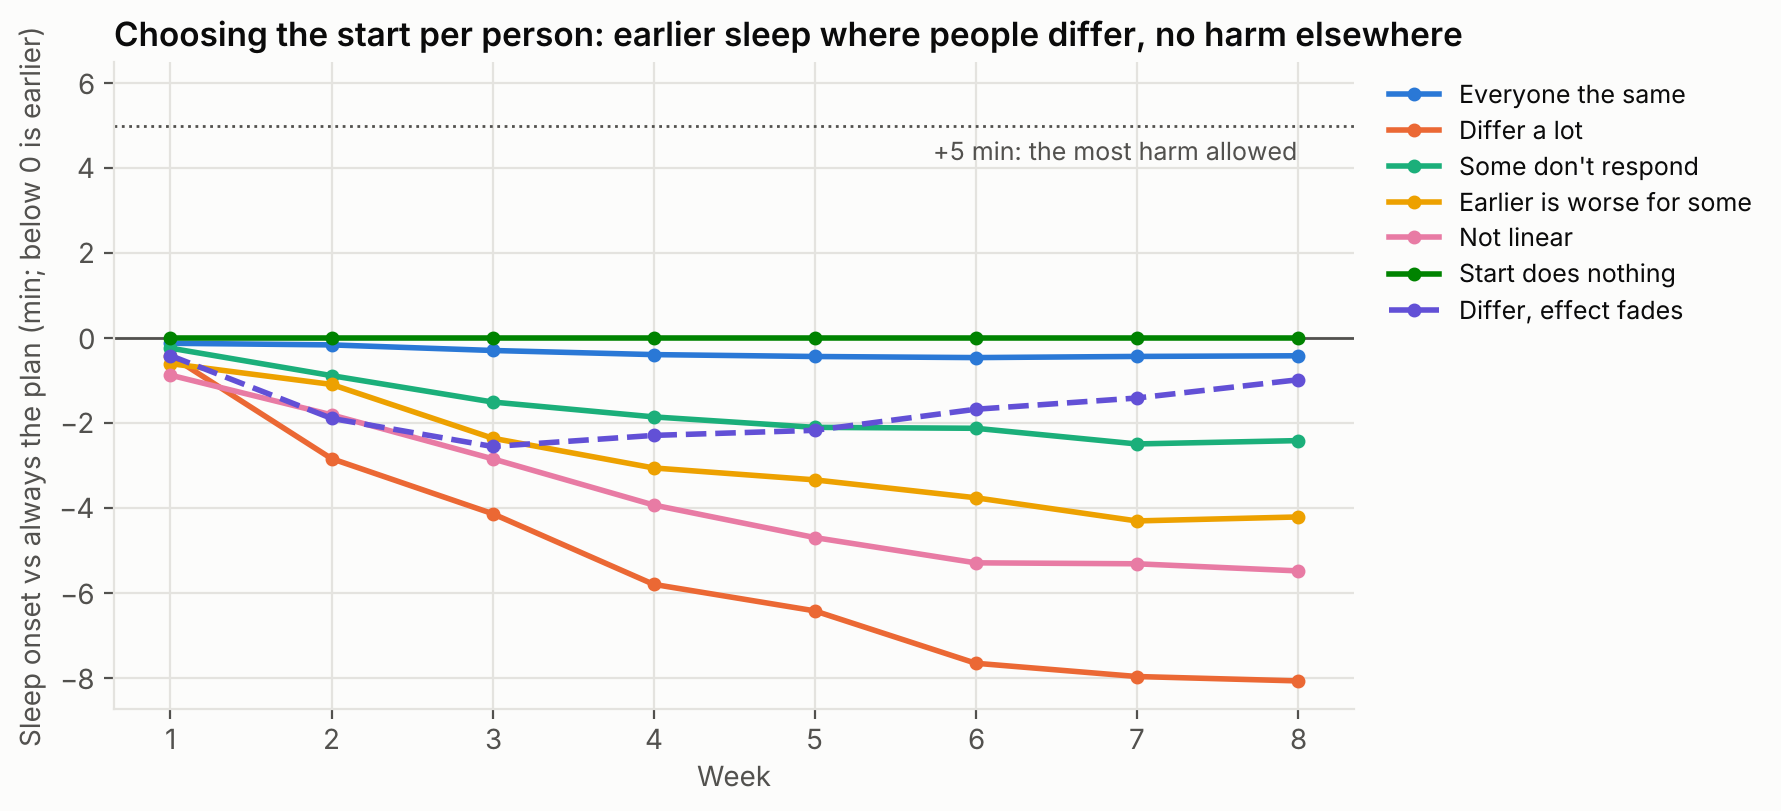 Choosing the start per person: earlier sleep where people differ, no harm elsewhere
Sleep onset vs always the plan (min; below 0 is earlier)
6
4
2
0
−2
−4
−6
−8
+5 min: the most harm allowed
1 2 3 4 5 6 7 8
Week
Everyone the same
Differ a lot
Some don't respond
Earlier is worse for some
Not linear
Start does nothing
Differ, effect fades